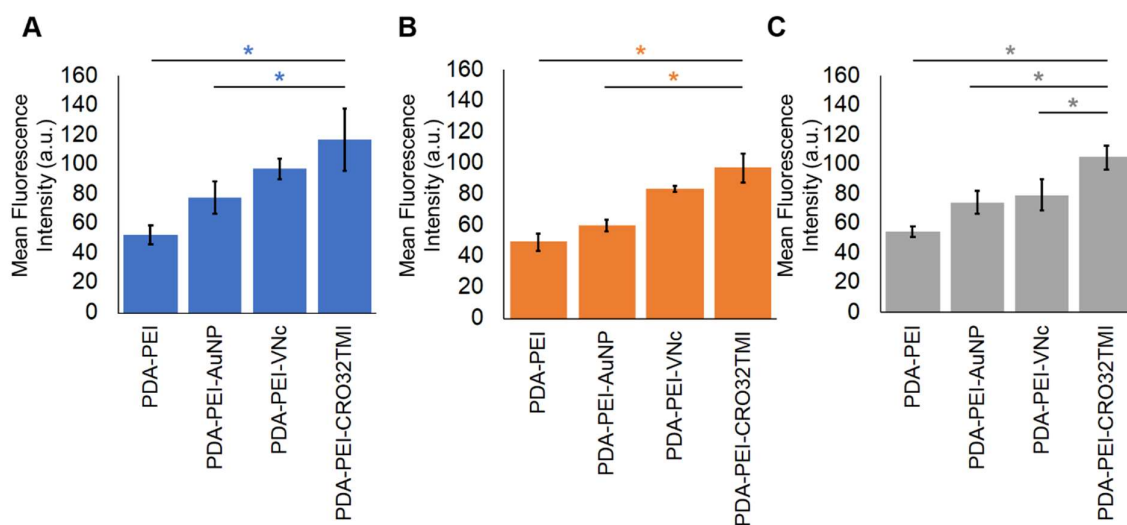 A
*
*
Mean Fluorescence
Intensity (a.u.)
160
140
120
100
80
60
40
20
0
PDA-PEI
PDA-PEI-AuNP
PDA-PEI-VNc
PDA-PEI-CRO32TMI
B
*
*
Mean Fluorescence
Intensity (a.u.)
160
140
120
100
80
60
40
20
0
PDA-PEI
PDA-PEI-AuNP
PDA-PEI-VNc
PDA-PEI-CRO32TMI
C
*
*
*
Mean Fluorescence
Intensity (a.u.)
160
140
120
100
80
60
40
20
0
PDA-PEI
PDA-PEI-AuNP
PDA-PEI-VNc
PDA-PEI-CRO32TMI